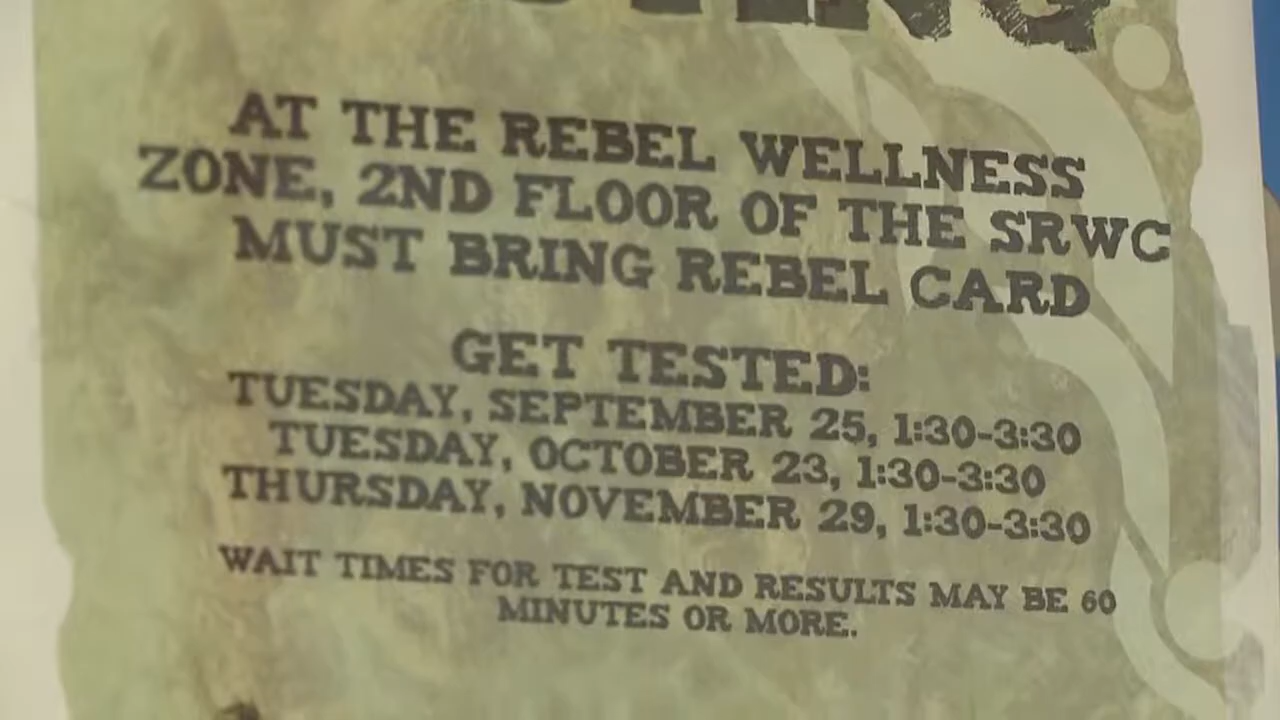 AT THE REBEL WELLNESS
ZONE, 2ND FLOOR OF THE SRWC
MUST BRING REBEL CARD
GET TESTED:
TUESDAY, SEPTEMBER 25, 1:30-3:30
TUESDAY, OCTOBER 23, 1:30-3:30
THURSDAY, NOVEMBER 29, 1:30-3:30
WAIT TIMES FOR TEST AND RESULTS MAY BE 60
MINUTES OR MORE.